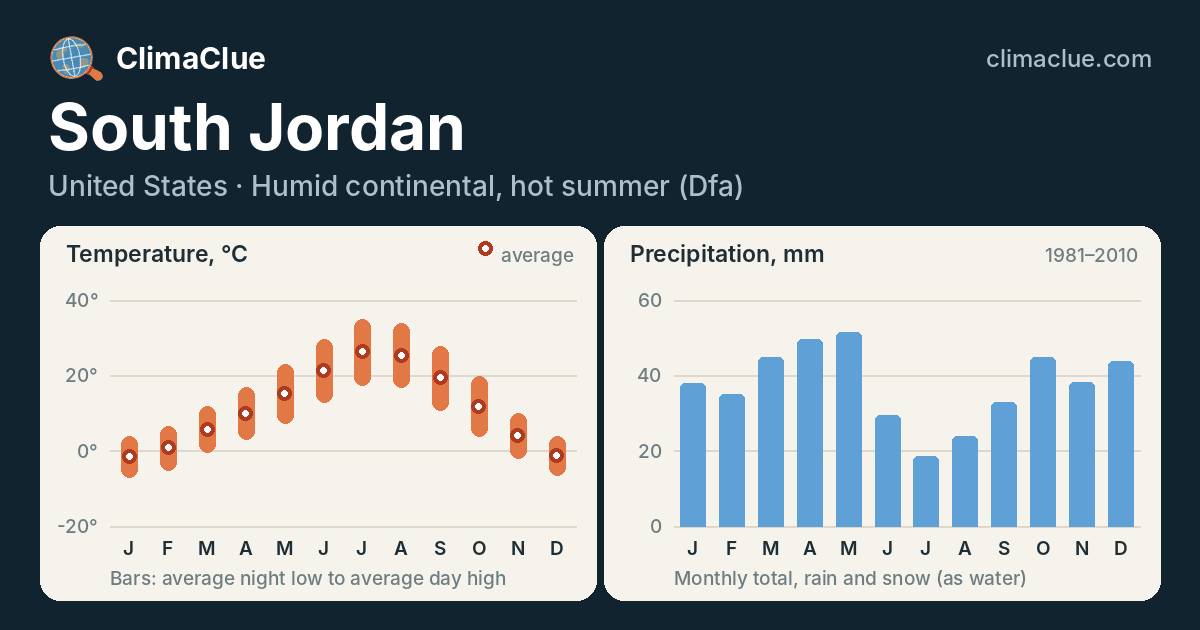 ClimaClue
climaclue.com
South Jordan
United States · Humid continental, hot summer (Dfa)
Temperature, °C
average
40°
20°
0°
-20°
J F M A M J J A S O N D
Bars: average night low to average day high
Precipitation, mm
1981–2010
60
40
20
0
J F M A M J J A S O N D
Monthly total, rain and snow (as water)